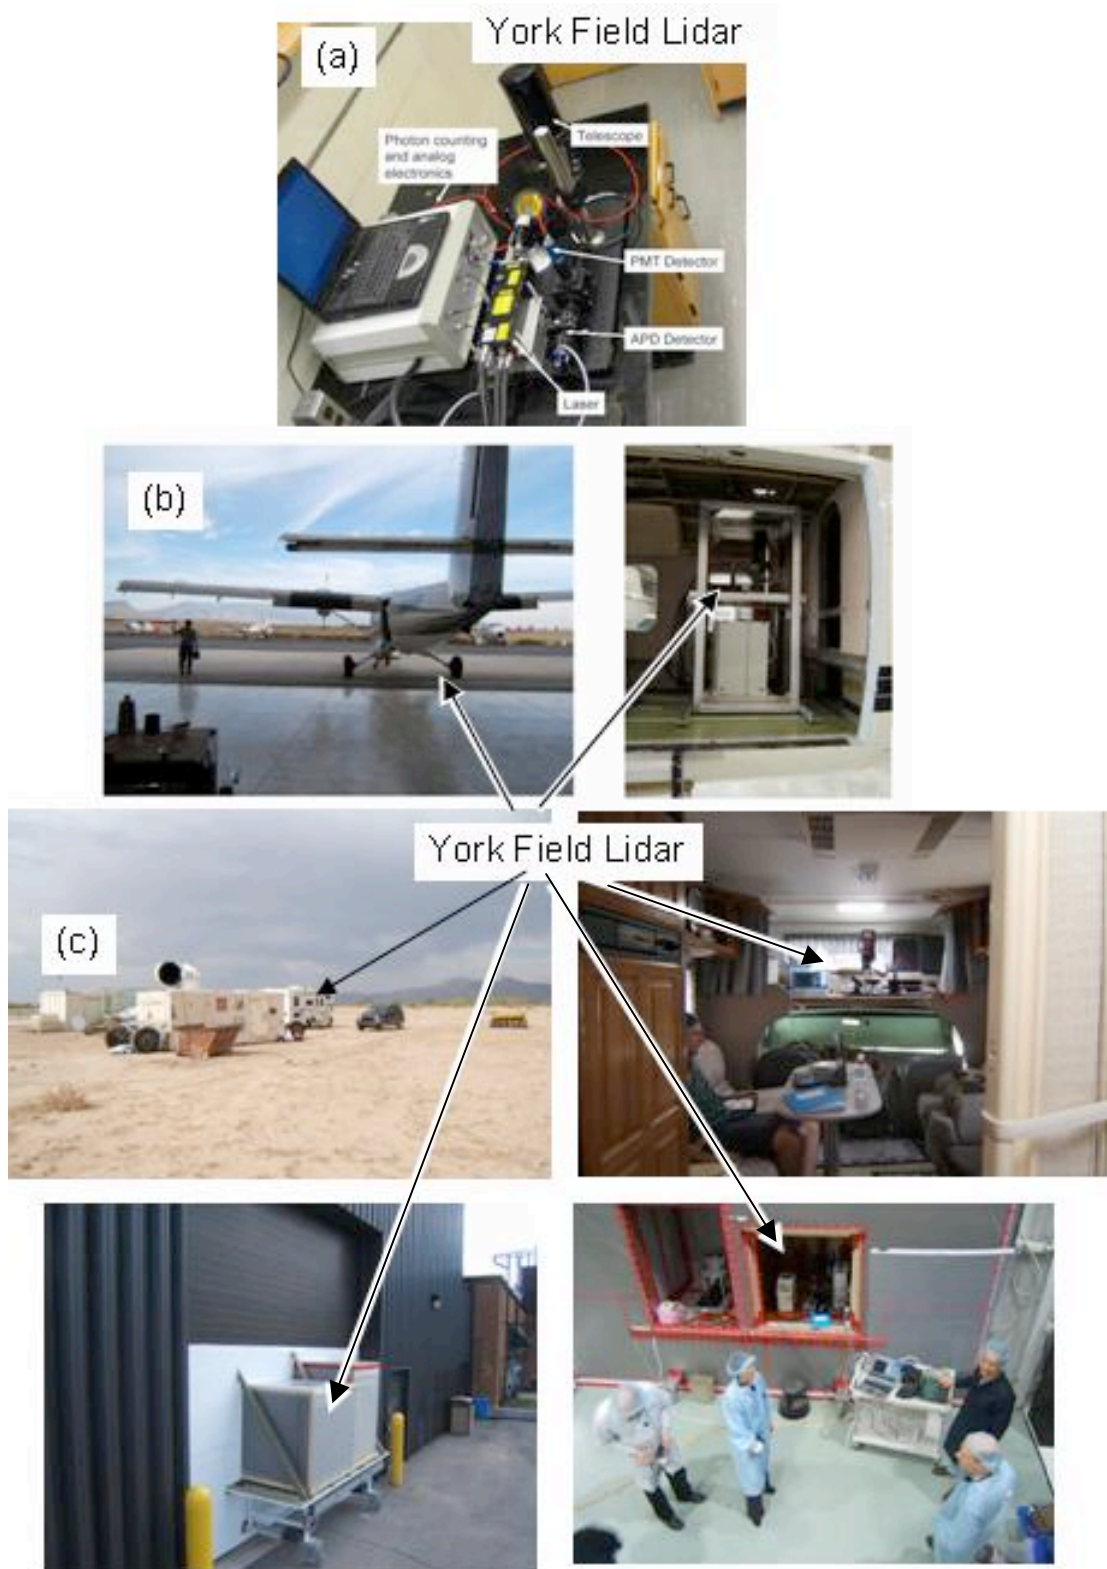 York Field Lidar
(a)
Telescope
Photon counting
and analog
electronics
PMT Detector
APD Detector
Laser
(b)
York Field Lidar
(c)